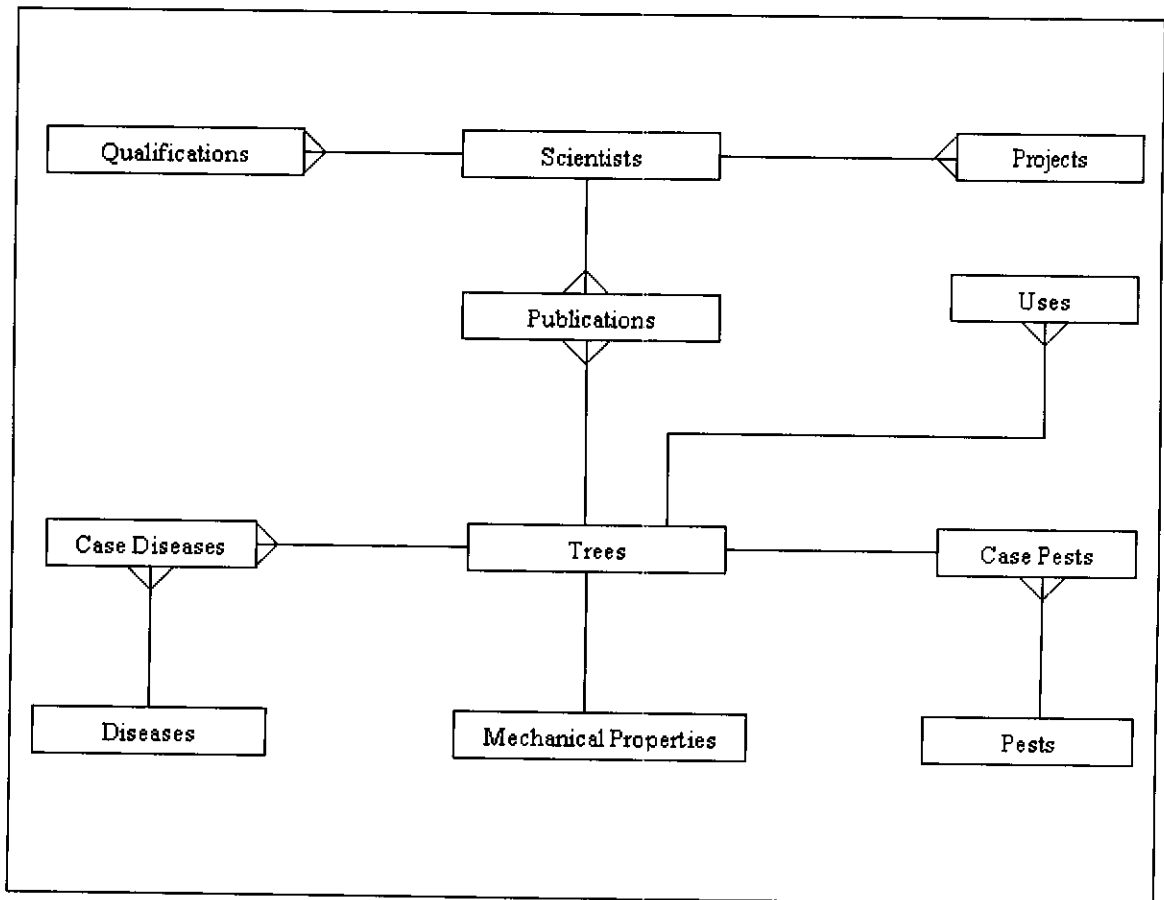 Qualifications
Scientists
Projects
Publications
Uses
Case Diseases
Trees
Case Pests
Diseases
Mechanical Properties
Pests